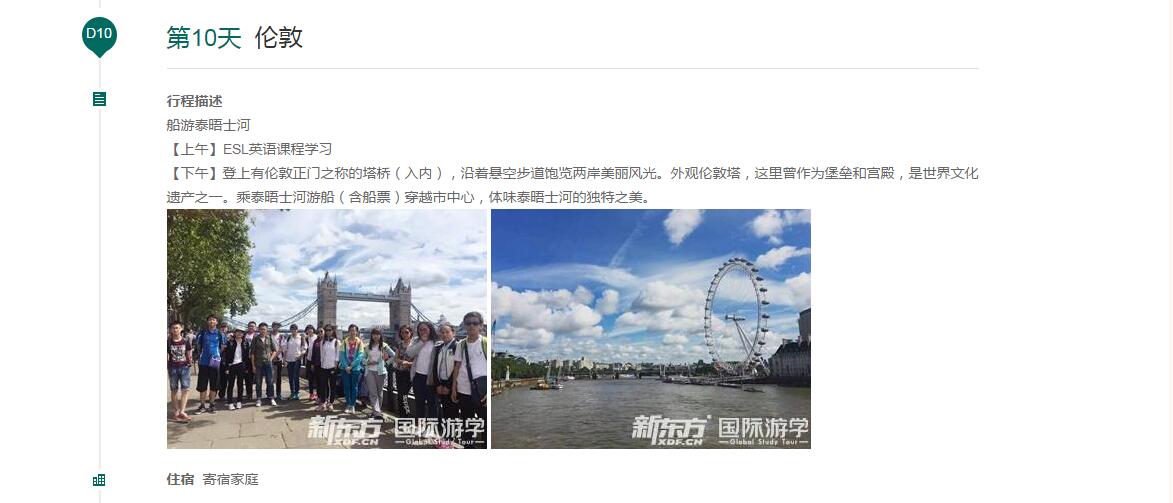 D10
第10天 伦敦
行程描述
船游泰晤士河
【上午】ESL英语课程学习
【下午】登上有伦敦正门之称的塔桥（入内），沿着悬空步道饱览两岸美丽风光。外观伦敦塔，这里曾作为堡垒和宫殿，是世界文化
遗产之一。乘泰晤士河游船（含船票）穿越市中心，体味泰晤士河的独特之美。
新东方 国际游学
XDF.CN Global Study Tour
新东方 国际游学
XDF.CN Global Study Tour
住宿 寄宿家庭